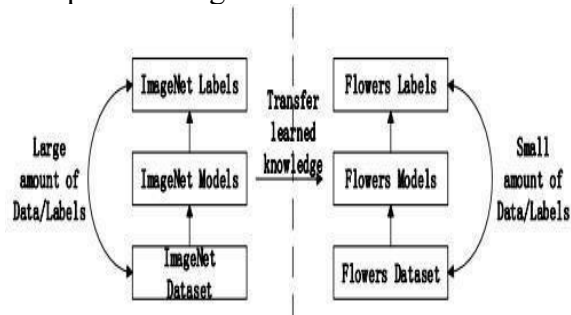 ImageNet Labels
ImageNet Models
ImageNet
Dataset
Large
amount of
Data/Labels
Transfer
learned
knowledge
Flowers Labels
Flowers Models
Flowers Dataset
Small
amount of
Data/Labels